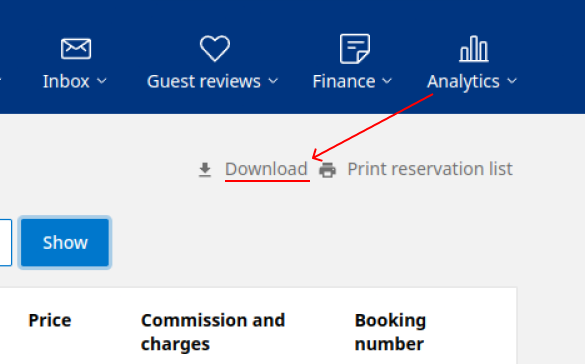 Inbox Guest reviews Finance Analytics
Download Print reservation list
Show
Price Commission and charges Booking number